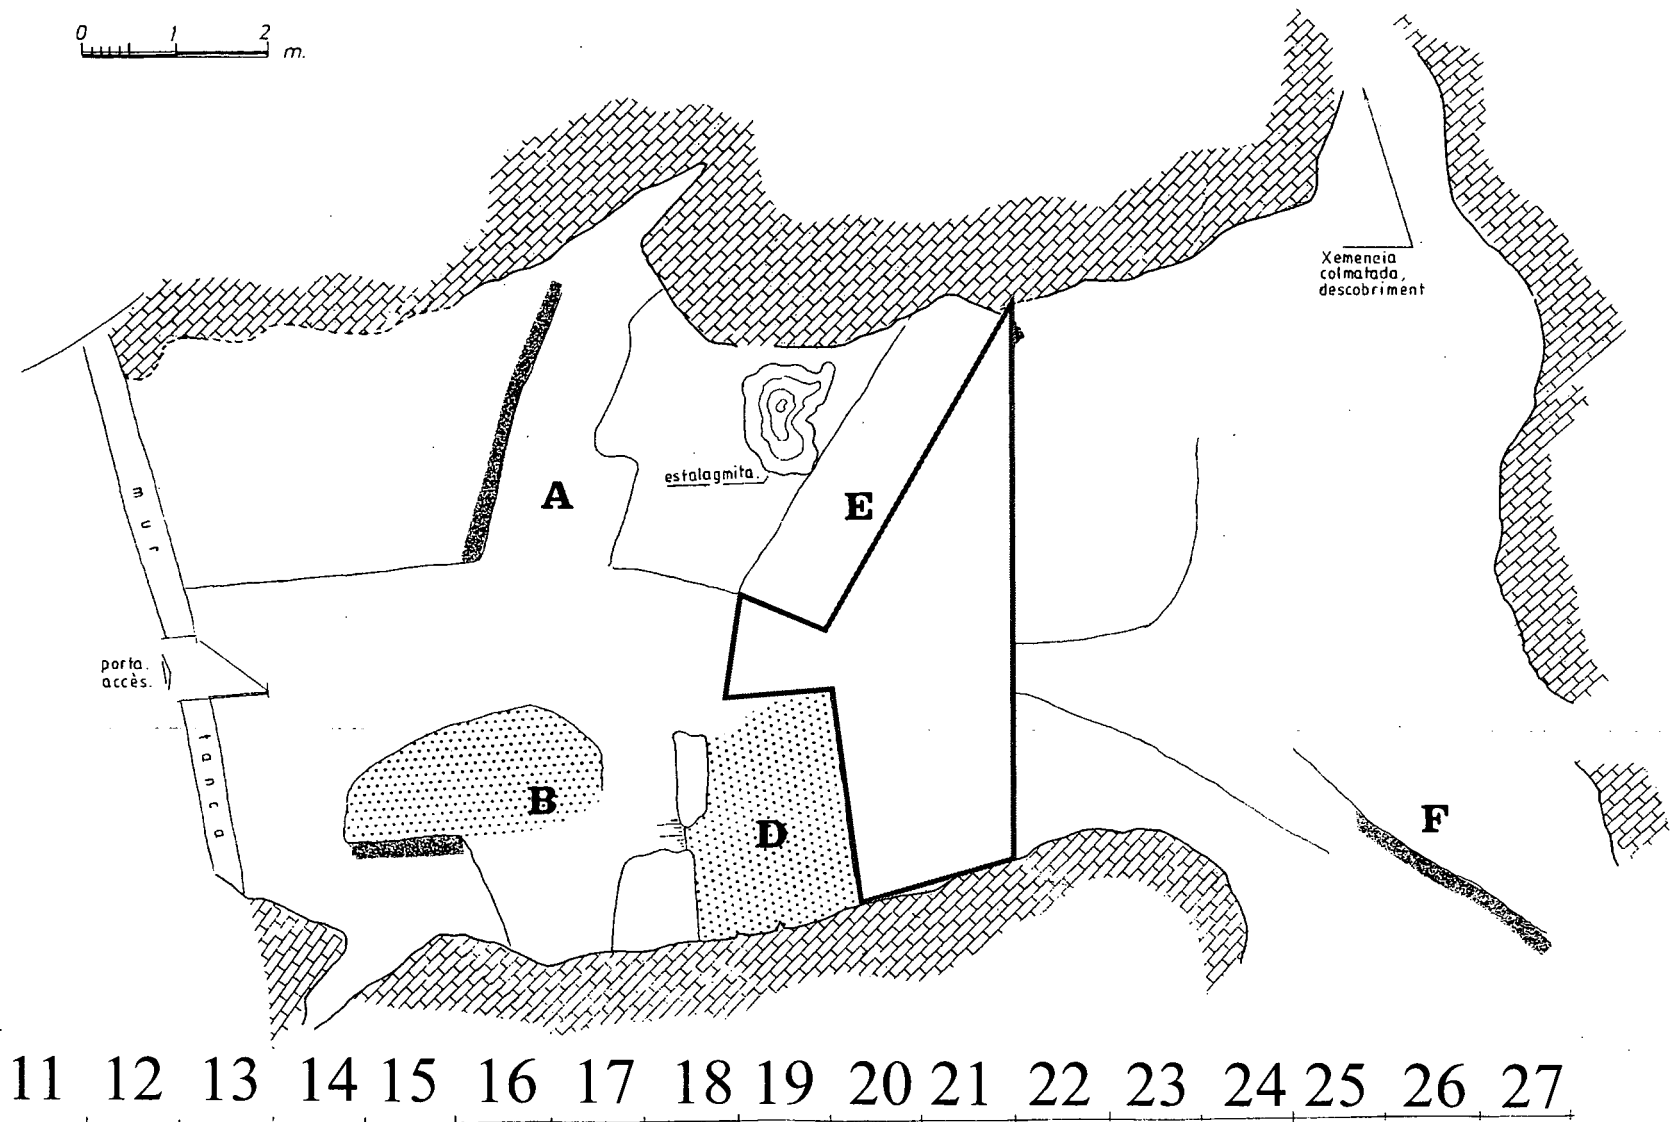 0 1 2 m.
Xemeneia
colmatada,
descobriment
estalagmita.
A
E
mur
porta.
accès.
tanca
B
D
F
11 12 13 14 15 16 17 18 19 20 21 22 23 24 25 26 27